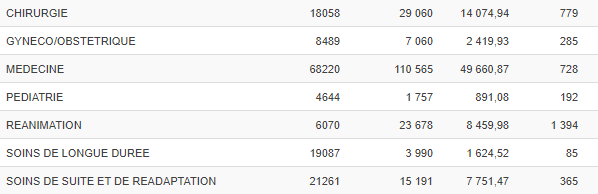 CHIRURGIE 18058 29 060 14 074,94 779
GYNECO/OBSTETRIQUE 8489 7 060 2 419,93 285
MEDECINE 68220 110 565 49 660,87 728
PEDIATRIE 4644 1 757 891,08 192
REANIMATION 6070 23 678 8 459,98 1 394
SOINS DE LONGUE DUREE 19087 3 990 1 624,52 85
SOINS DE SUITE ET DE READAPTATION 21261 15 191 7 751,47 365